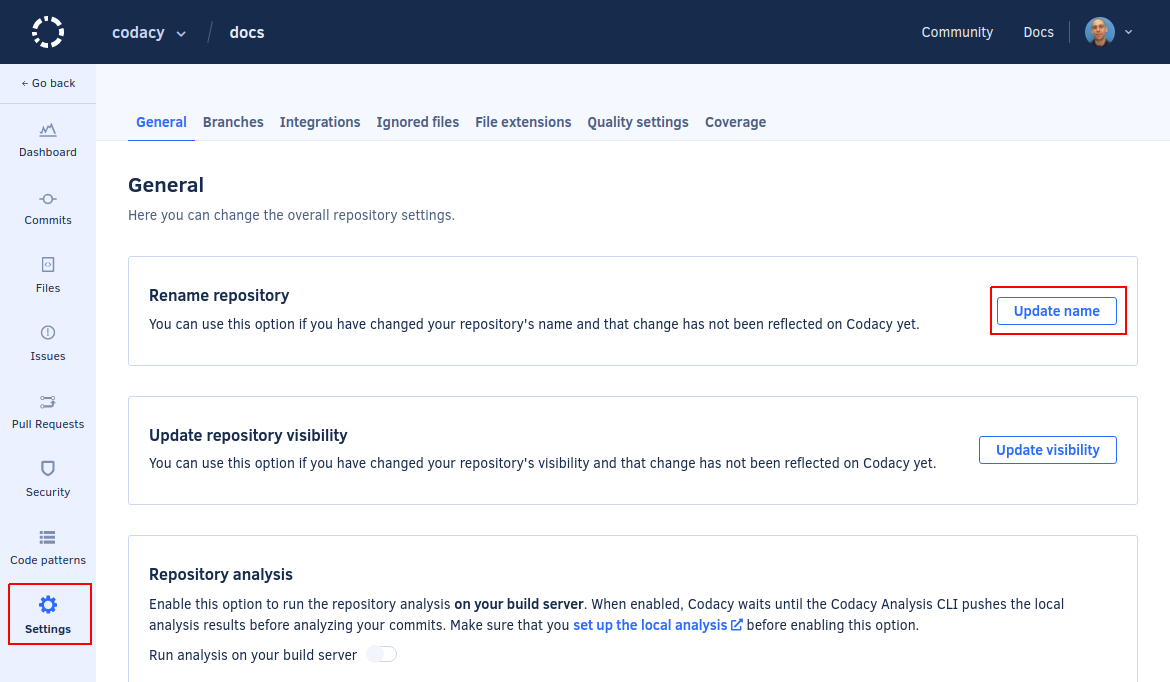 codacy / docs
Community Docs
← Go back
Dashboard
Commits
Files
Issues
Pull Requests
Security
Code patterns
Settings
General Branches Integrations Ignored files File extensions Quality settings Coverage
General
Here you can change the overall repository settings.
Rename repository
You can use this option if you have changed your repository's name and that change has not been reflected on Codacy yet.
Update name
Update repository visibility
You can use this option if you have changed your repository's visibility and that change has not been reflected on Codacy yet.
Update visibility
Repository analysis
Enable this option to run the repository analysis on your build server. When enabled, Codacy waits until the Codacy Analysis CLI pushes the local
analysis results before analyzing your commits. Make sure that you set up the local analysis before enabling this option.
Run analysis on your build server